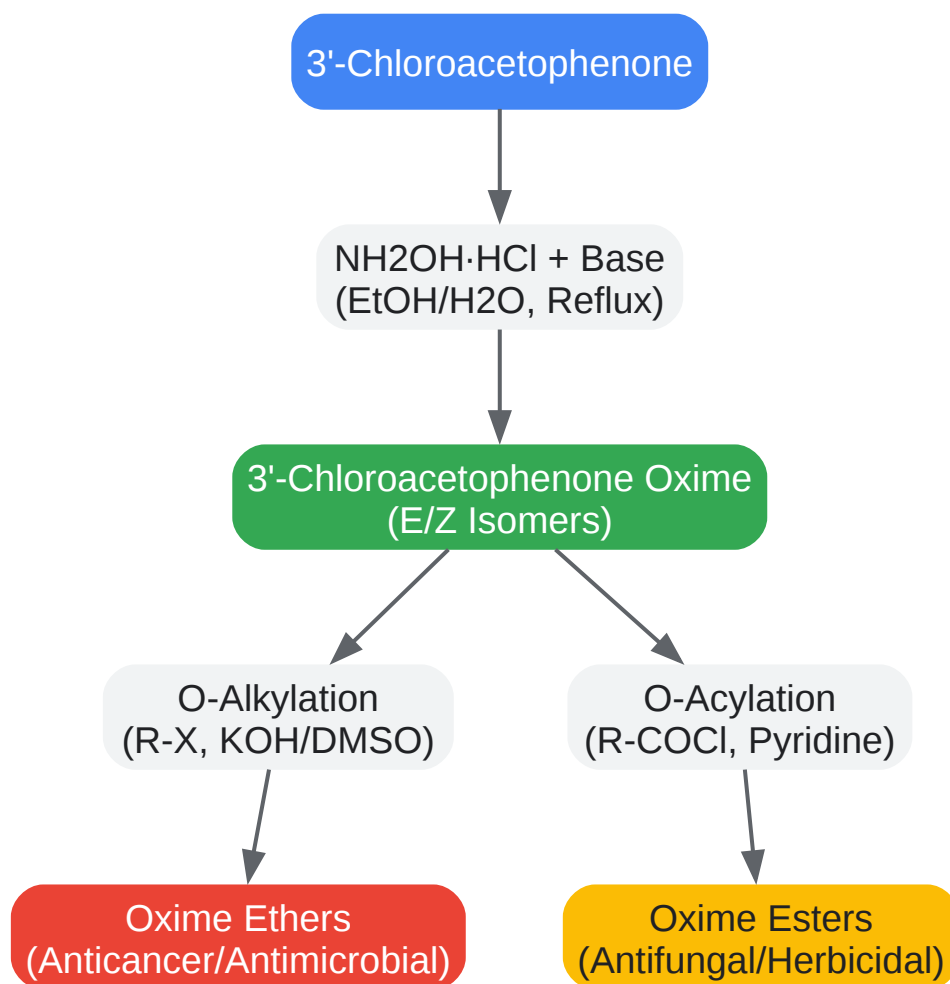 3'-Chloroacetophenone
NH2OH·HCl + Base
(EtOH/H2O, Reflux)
3'-Chloroacetophenone Oxime
(E/Z Isomers)
O-Alkylation
(R-X, KOH/DMSO)
O-Acylation
(R-COCl, Pyridine)
Oxime Ethers
(Anticancer/Antimicrobial)
Oxime Esters
(Antifungal/Herbicidal)